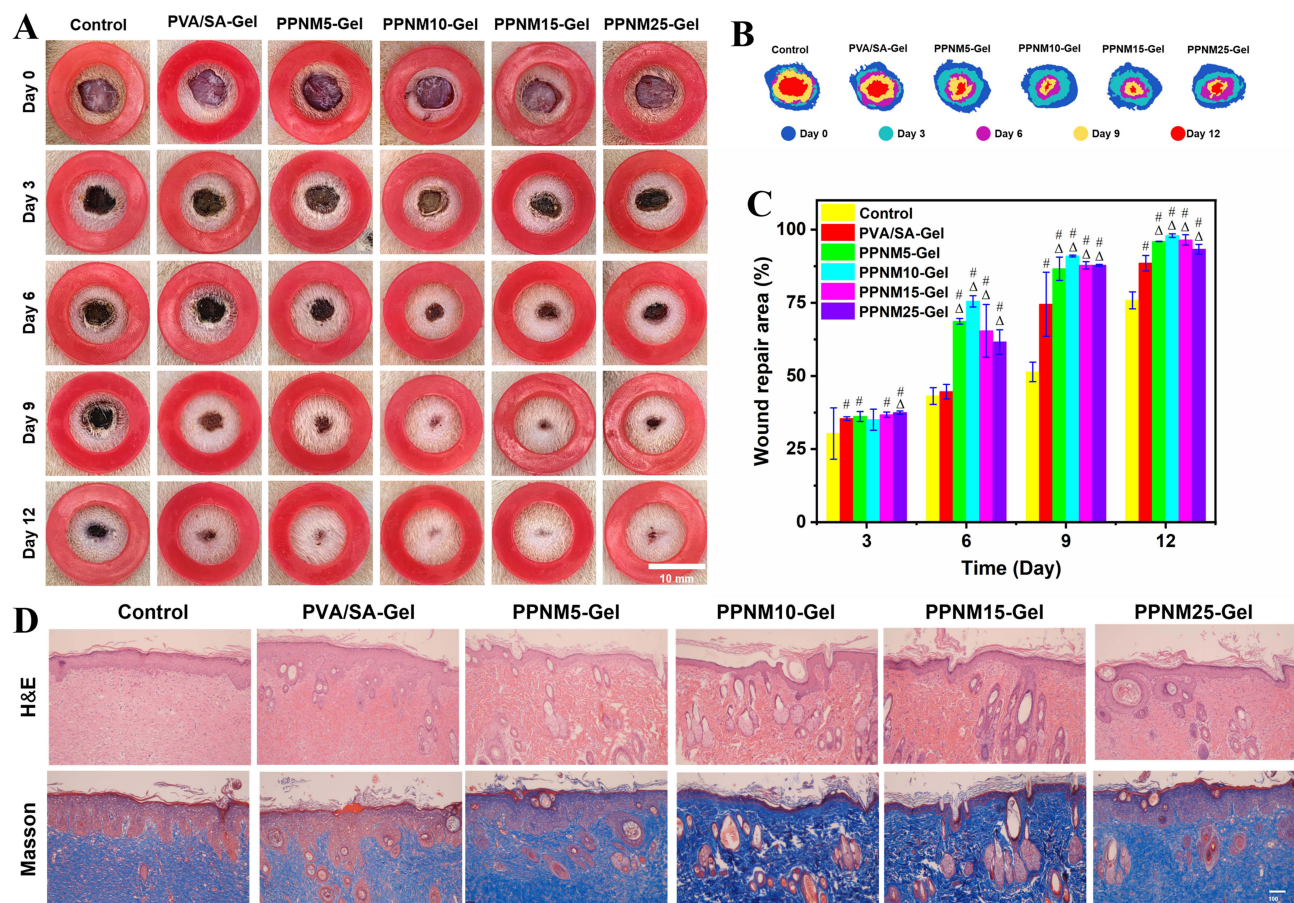 A
Control PVA/SA-Gel PPNM5-Gel PPNM10-Gel PPNM15-Gel PPNM25-Gel
Day 0
Day 3
Day 6
Day 9
Day 12
10 mm
B
Control PVA/SA-Gel PPNM5-Gel PPNM10-Gel PPNM15-Gel PPNM25-Gel
Day 0 Day 3 Day 6 Day 9 Day 12
C
Wound repair area (%)
100
75
50
25
0
Control
PVA/SA-Gel
PPNM5-Gel
PPNM10-Gel
PPNM15-Gel
PPNM25-Gel
# # # #
Δ
# # # #
Δ Δ Δ Δ
# # # # #
Δ Δ Δ Δ
# # # # #
Δ Δ Δ Δ
3 6 9 12
Time (Day)
D
Control PVA/SA-Gel PPNM5-Gel PPNM10-Gel PPNM15-Gel PPNM25-Gel
H&E
Masson
100